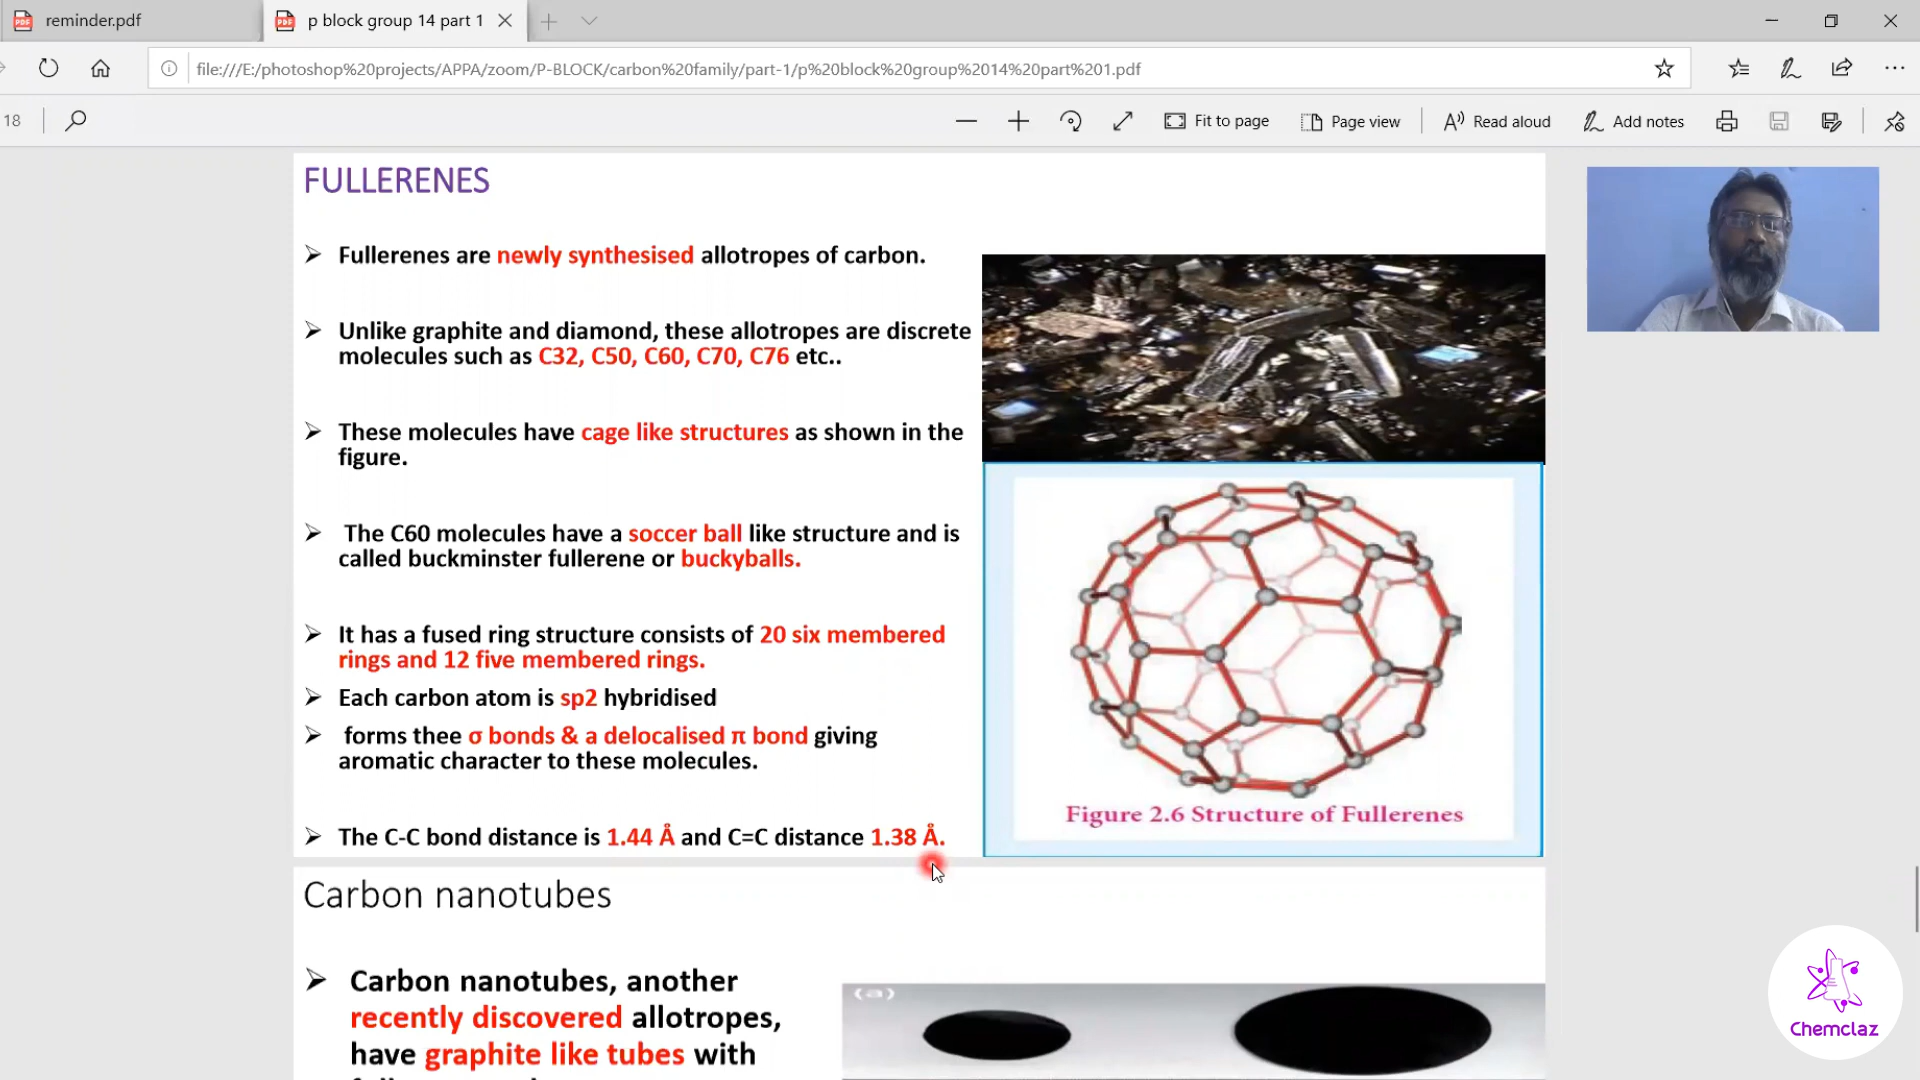 reminder.pdf
p block group 14 part 1
file:///E:/photoshop%20projects/APPA/zoom/P-BLOCK/carbon%20family/part-1/p%20block%20group%2014%20part%201.pdf
18
Fit to page
Page view
Read aloud
Add notes
FULLERENES
➢ Fullerenes are newly synthesised allotropes of carbon.
➢ Unlike graphite and diamond, these allotropes are discrete
molecules such as C32, C50, C60, C70, C76 etc..
➢ These molecules have cage like structures as shown in the
figure.
➢ The C60 molecules have a soccer ball like structure and is
called buckminster fullerene or buckyballs.
➢ It has a fused ring structure consists of 20 six membered
rings and 12 five membered rings.
➢ Each carbon atom is sp2 hybridised
➢ forms thee σ bonds & a delocalised π bond giving
aromatic character to these molecules.
➢ The C-C bond distance is 1.44 Å and C=C distance 1.38 Å.
Figure 2.6 Structure of Fullerenes
Carbon nanotubes
➢ Carbon nanotubes, another
recently discovered allotropes,
have graphite like tubes with
(a)
Chemclaz